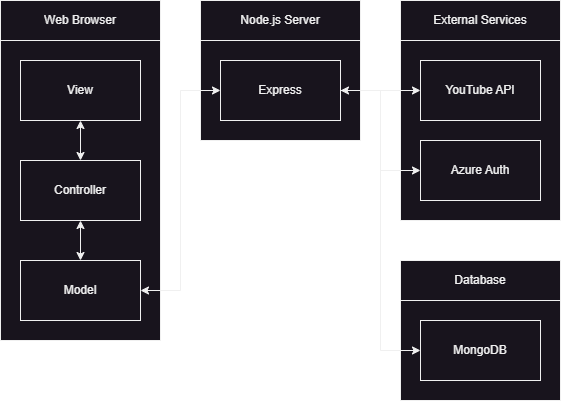 Web Browser
View
Controller
Model
Node.js Server
Express
External Services
YouTube API
Azure Auth
Database
MongoDB